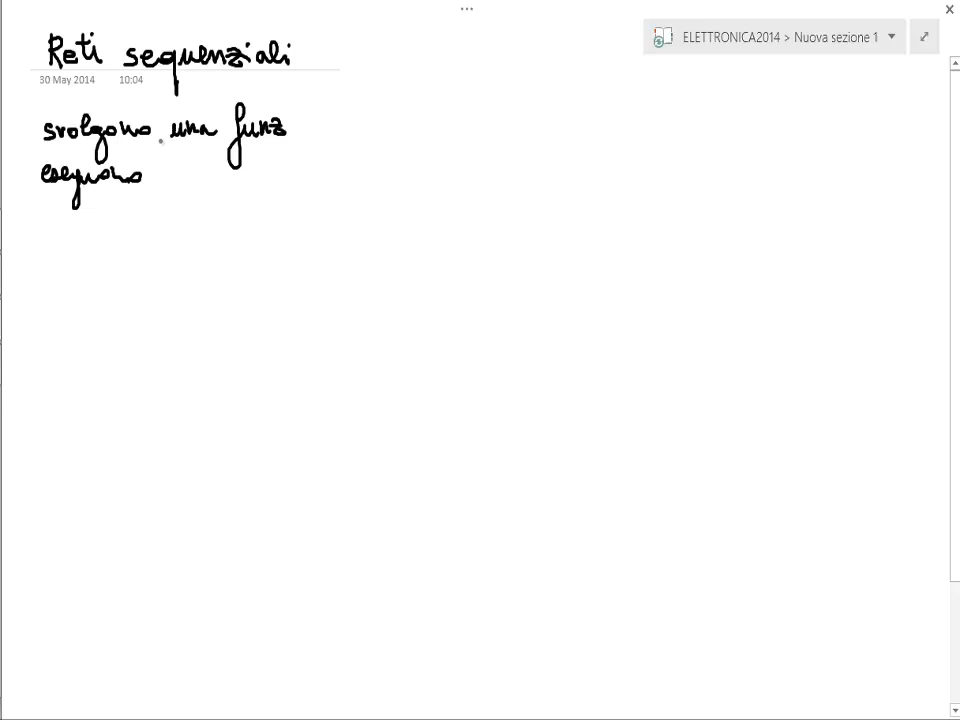 ELETTRONICA2014 > Nuova sezione 1
Reti sequenziali
30 May 2014 10:04
svolgono una funz
eseguono